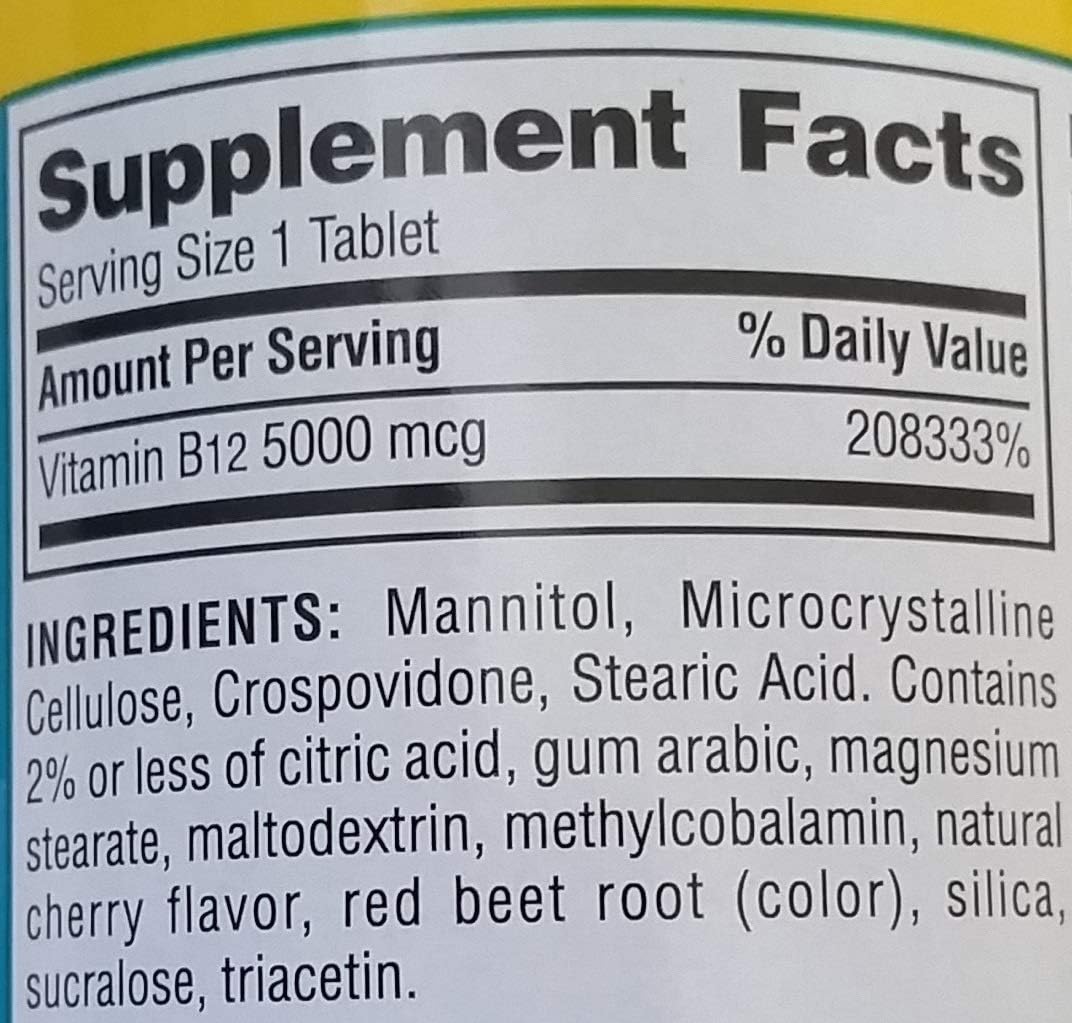 Supplement Facts
Serving Size 1 Tablet
Amount Per Serving % Daily Value
Vitamin B12 5000 mcg 208333%
INGREDIENTS: Mannitol, Microcrystalline
Cellulose, Crospovidone, Stearic Acid. Contains
2% or less of citric acid, gum arabic, magnesium
stearate, maltodextrin, methylcobalamin, natural
cherry flavor, red beet root (color), silica,
sucralose, triacetin.